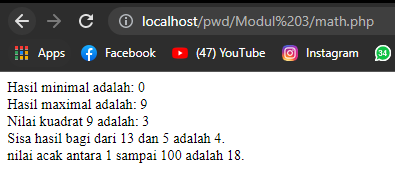 localhost/pwd/Modul%203/math.php
Apps Facebook (47) YouTube Instagram 34
Hasil minimal adalah: 0
Hasil maximal adalah: 9
Nilai kuadrat 9 adalah: 3
Sisa hasil bagi dari 13 dan 5 adalah 4.
nilai acak antara 1 sampai 100 adalah 18.